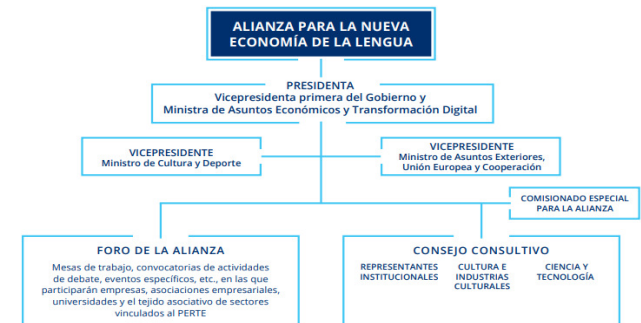 ALIANZA PARA LA NUEVA
ECONOMÍA DE LA LENGUA
PRESIDENTA
Vicepresidenta primera del Gobierno y
Ministra de Asuntos Económicos y Transformación Digital
VICEPRESIDENTE
Ministro de Cultura y Deporte
VICEPRESIDENTE
Ministro de Asuntos Exteriores,
Unión Europea y Cooperación
COMISIONADO ESPECIAL
PARA LA ALIANZA
FORO DE LA ALIANZA
Mesas de trabajo, convocatorias de actividades
de debate, eventos específicos, etc., en las que
participarán empresas, asociaciones empresariales,
universidades y el tejido asociativo de sectores
vinculados al PERTE
CONSEJO CONSULTIVO
REPRESENTANTES
INSTITUCIONALES
CULTURA E
INDUSTRIAS
CULTURALES
CIENCIA Y
TECNOLOGÍA